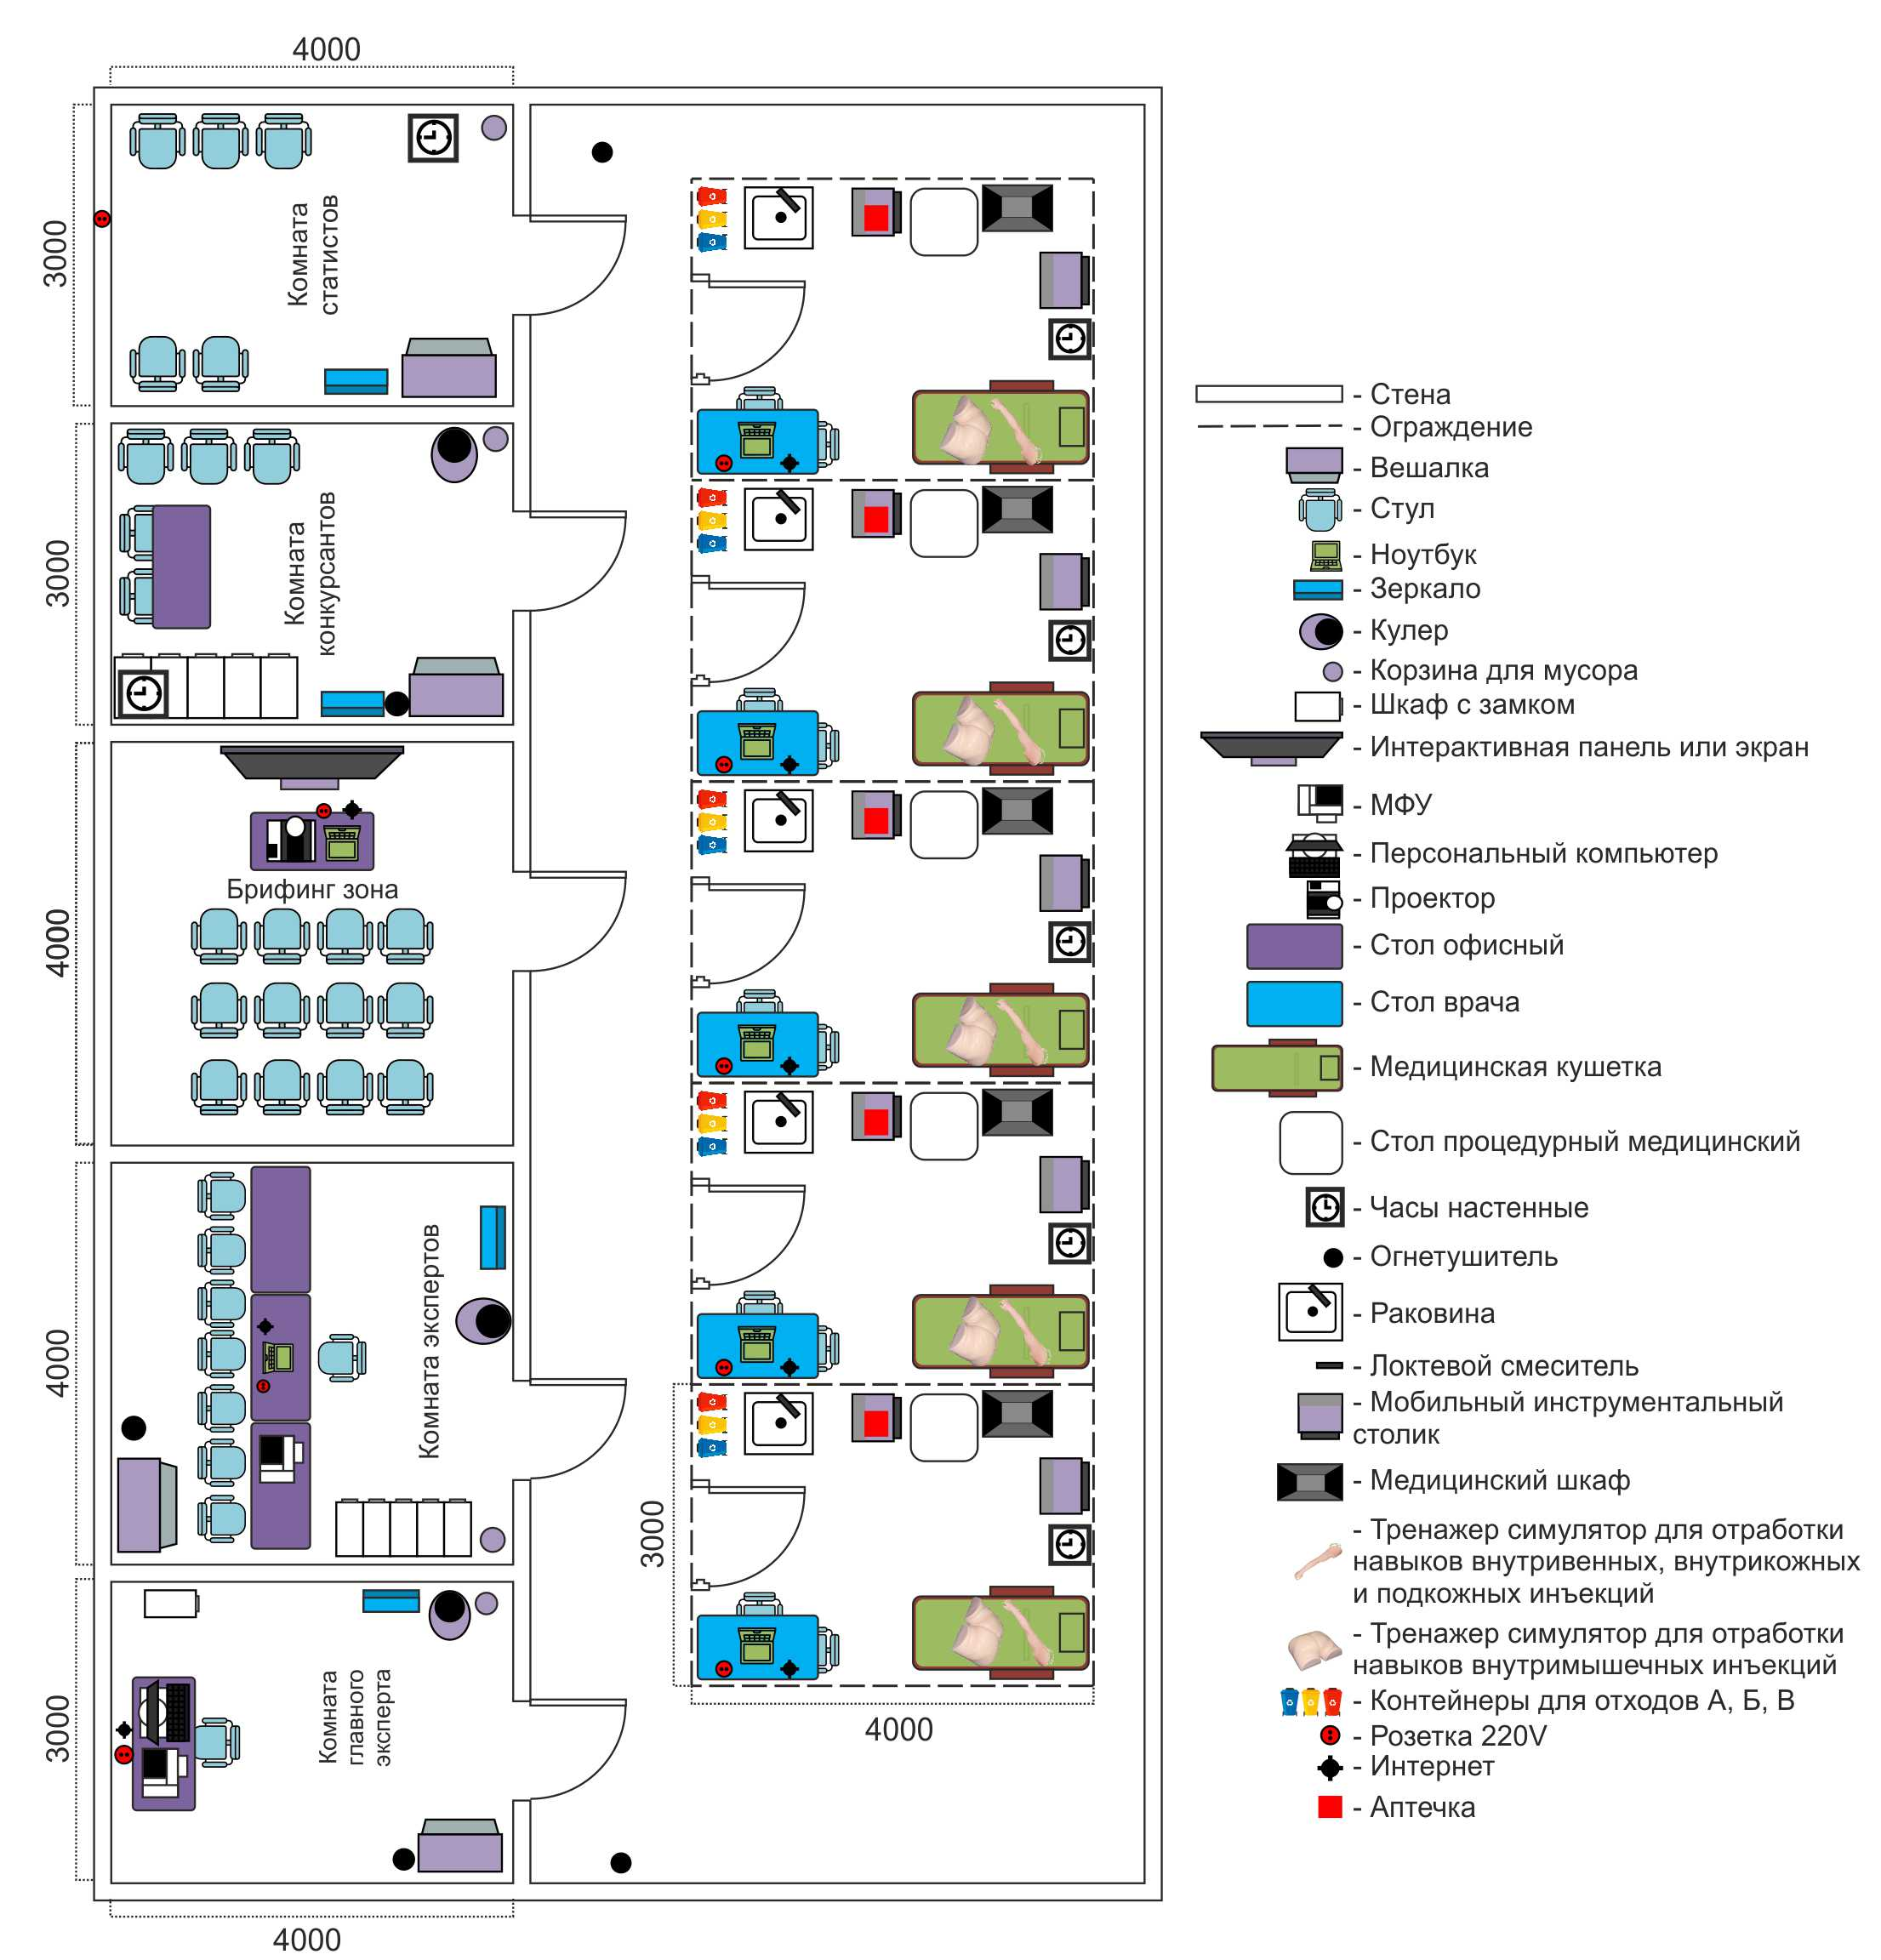 4000
3000
Комната
статистов
3000
Комната
конкурсантов
4000
Брифинг зона
4000
Комната экспертов
3000
Комната
главного
эксперта
4000
3000
4000
- Стена
- Ограждение
- Вешалка
- Стул
- Ноутбук
- Зеркало
- Кулер
- Корзина для мусора
- Шкаф с замком
- Интерактивная панель или экран
- МФУ
- Персональный компьютер
- Проектор
- Стол офисный
- Стол врача
- Медицинская кушетка
- Стол процедурный медицинский
- Часы настенные
- Огнетушитель
- Раковина
- Локтевой смеситель
- Мобильный инструментальный
столик
- Медицинский шкаф
- Тренажер симулятор для отработки
навыков внутривенных, внутрикожных
и подкожных инъекций
- Тренажер симулятор для отработки
навыков внутримышечных инъекций
- Контейнеры для отходов А, Б, В
- Розетка 220V
- Интернет
- Аптечка